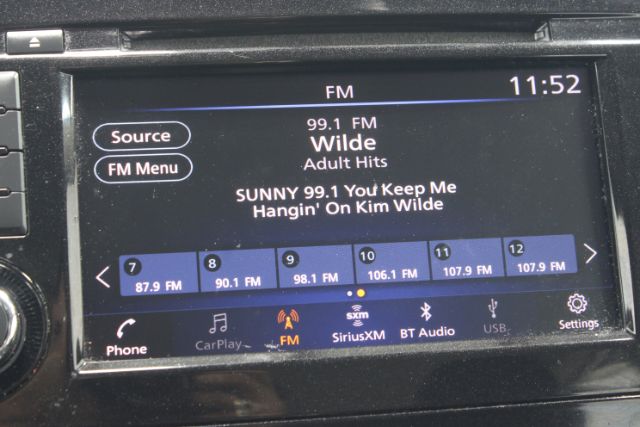 FM
11:52
Source
FM Menu
99.1 FM
Wilde
Adult Hits
SUNNY 99.1 You Keep Me
Hangin' On Kim Wilde
7 8 9 10 11 12
87.9 FM 90.1 FM 98.1 FM 106.1 FM 107.9 FM 107.9 FM
sxm
Phone CarPlay FM SiriusXM BT Audio USB Settings